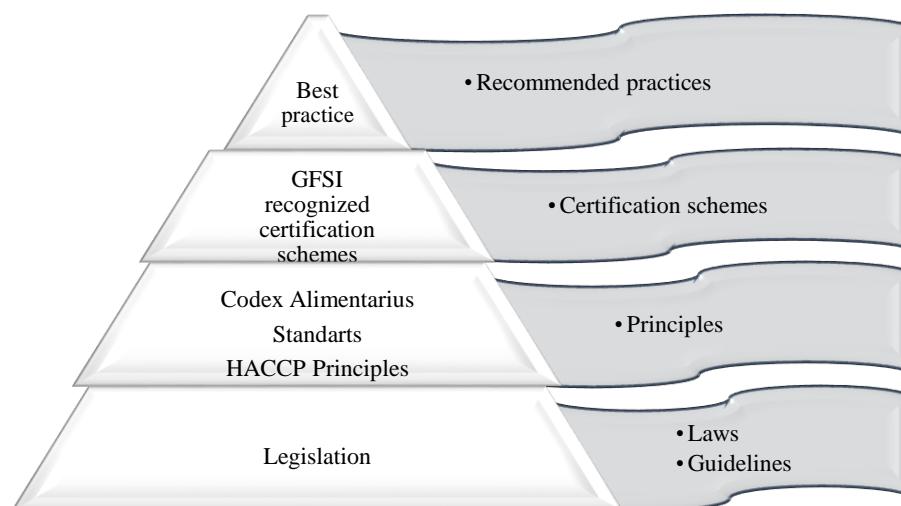 Best
practice
• Recommended practices
GFSI
recognized
certification
schemes
• Certification schemes
Codex Alimentarius
Standarts
HACCP Principles
• Principles
Legislation
• Laws
• Guidelines